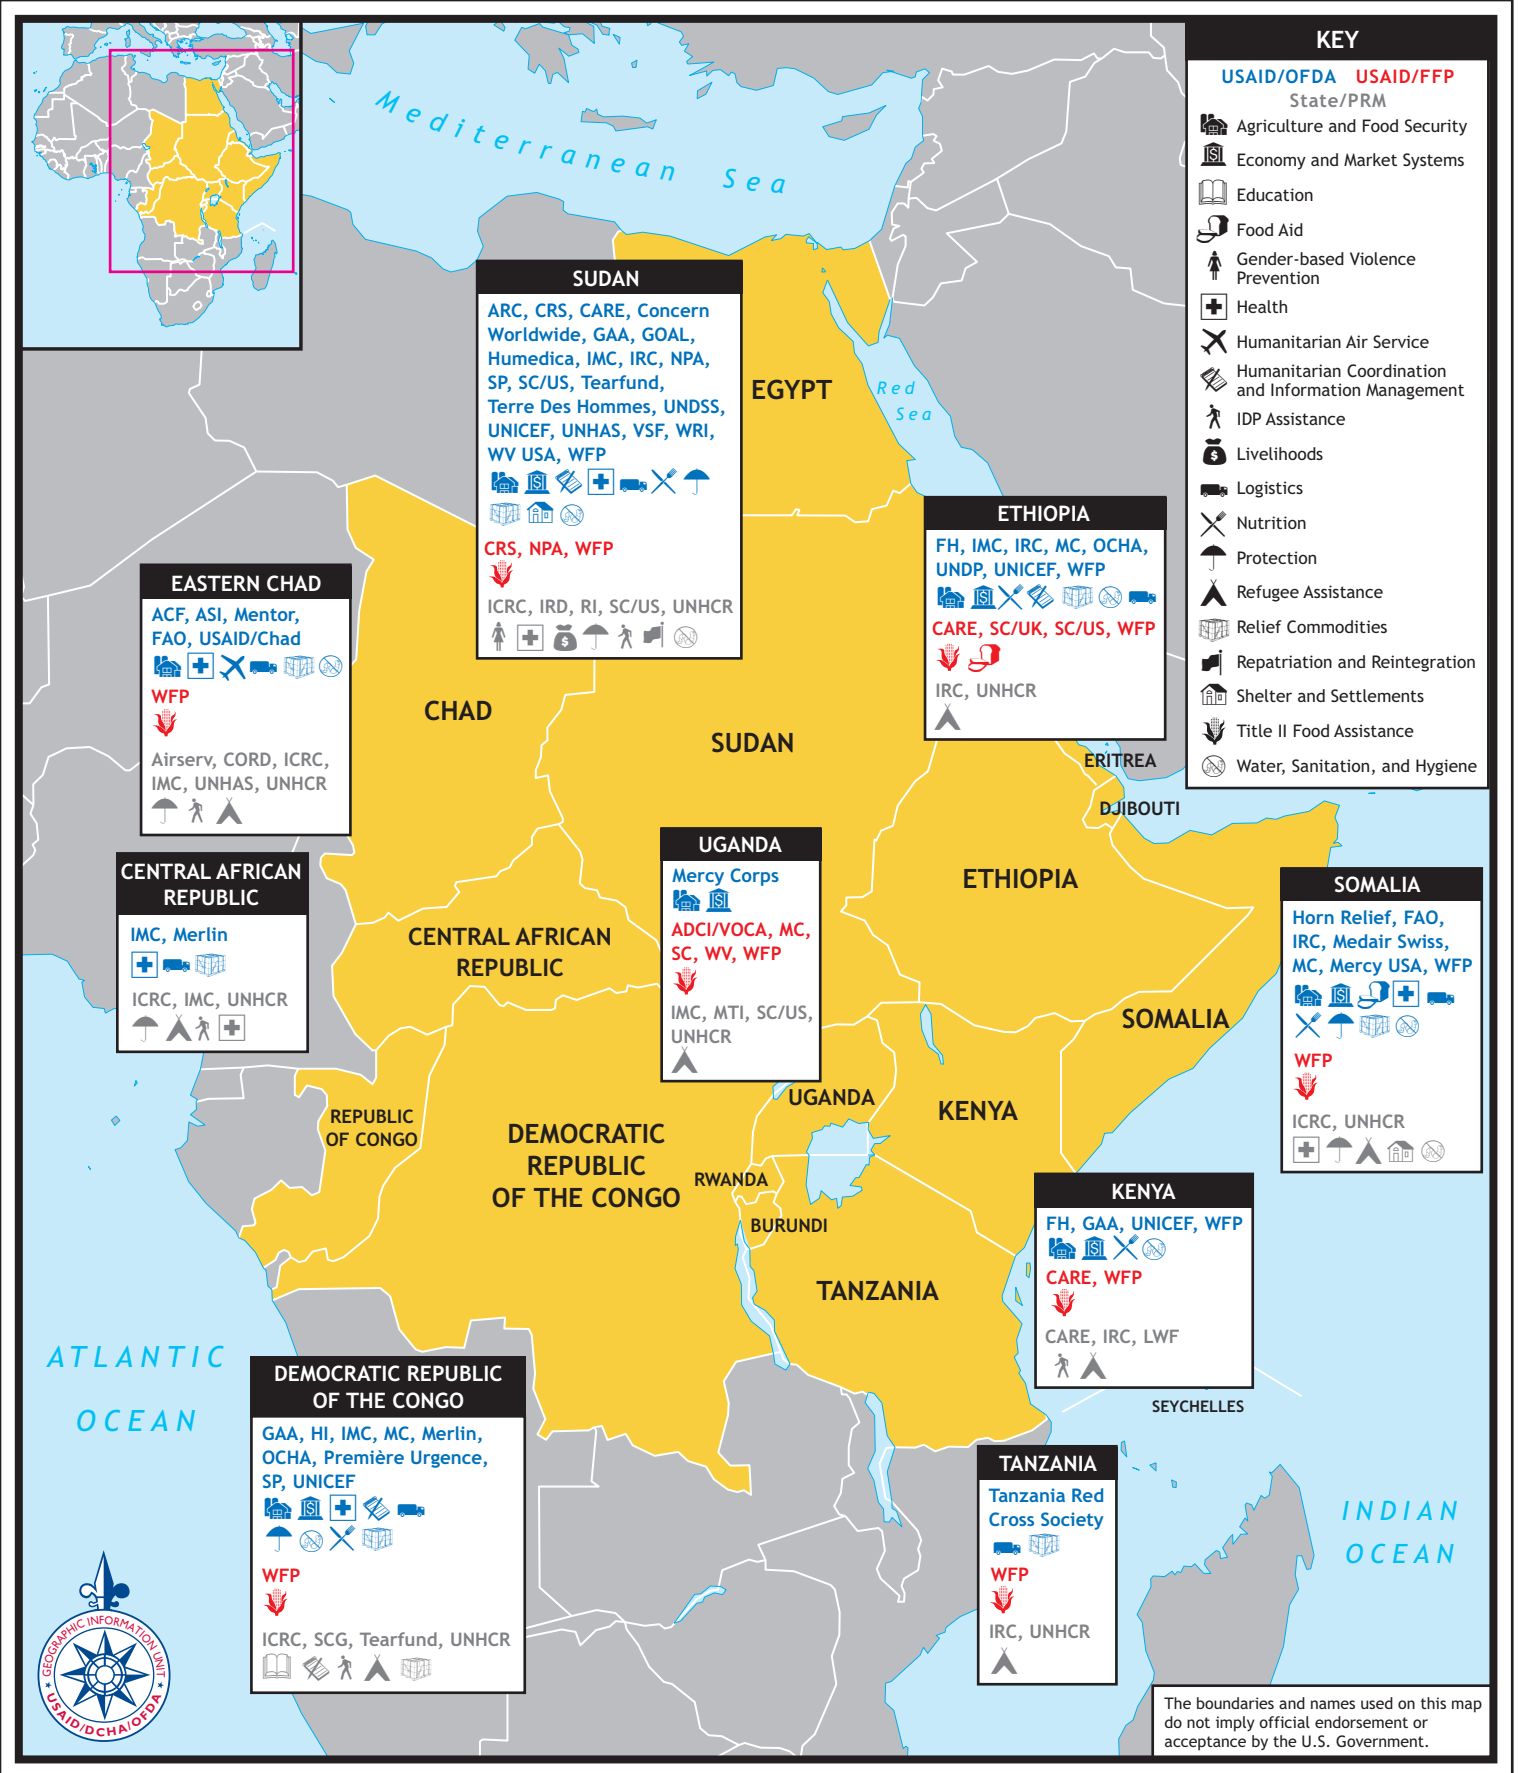 KEY
USAID/OFDA USAID/FFP
State/PRM
Agriculture and Food Security
Economy and Market Systems
Education
Food Aid
Gender-based Violence
Prevention
Health
Humanitarian Air Service
Humanitarian Coordination
and Information Management
IDP Assistance
Livelihoods
Logistics
Nutrition
Protection
Refugee Assistance
Relief Commodities
Repatriation and Reintegration
Shelter and Settlements
Title II Food Assistance
Water, Sanitation, and Hygiene
Mediterranean Sea
SUDAN
ARC, CRS, CARE, Concern
Worldwide, GAA, GOAL,
Humedica, IMC, IRC, NPA,
SP, SC/US, Tearfund,
Terre Des Hommes, UNDSS,
UNICEF, UNHAS, VSF, WRI,
WV USA, WFP
CRS, NPA, WFP
ICRC, IRD, RI, SC/US, UNHCR
EGYPT
Red
Sea
ETHIOPIA
FH, IMC, IRC, MC, OCHA,
UNDP, UNICEF, WFP
CARE, SC/UK, SC/US, WFP
IRC, UNHCR
EASTERN CHAD
ACF, ASI, Mentor,
FAO, USAID/Chad
WFP
Airserv, CORD, ICRC,
IMC, UNHAS, UNHCR
CHAD
SUDAN
ERITREA
DJIBOUTI
CENTRAL AFRICAN
REPUBLIC
IMC, Merlin
ICRC, IMC, UNHCR
CENTRAL AFRICAN
REPUBLIC
UGANDA
Mercy Corps
ADCI/VOCA, MC,
SC, WV, WFP
IMC, MTI, SC/US,
UNHCR
ETHIOPIA
SOMALIA
SOMALIA
Horn Relief, FAO,
IRC, Medair Swiss,
MC, Mercy USA, WFP
WFP
ICRC, UNHCR
REPUBLIC
OF CONGO
DEMOCRATIC
REPUBLIC
OF THE CONGO
UGANDA
KENYA
RWANDA
BURUNDI
TANZANIA
KENYA
FH, GAA, UNICEF, WFP
CARE, WFP
CARE, IRC, LWF
SEYCHELLES
ATLANTIC
OCEAN
DEMOCRATIC REPUBLIC
OF THE CONGO
GAA, HI, IMC, MC, Merlin,
OCHA, Première Urgence,
SP, UNICEF
WFP
ICRC, SCG, Tearfund, UNHCR
TANZANIA
Tanzania Red
Cross Society
WFP
IRC, UNHCR
INDIAN
OCEAN
GEOGRAPHIC INFORMATION UNIT
USAID/DCHA/OFDA
The boundaries and names used on this map
do not imply official endorsement or
acceptance by the U.S. Government.